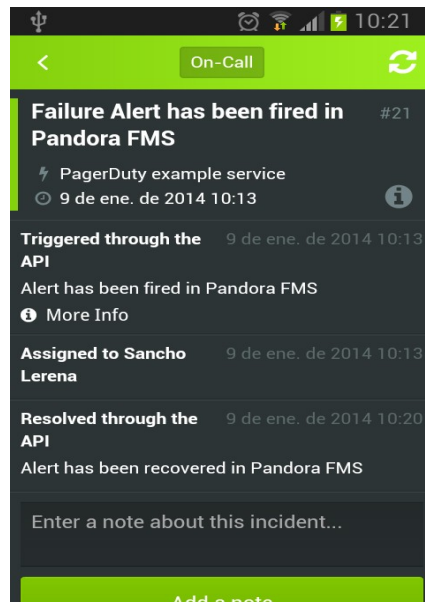 10:21
On-Call
Failure Alert has been fired in #21
Pandora FMS
PagerDuty example service
9 de ene. de 2014 10:13
Triggered through the 9 de ene. de 2014 10:13
API
Alert has been fired in Pandora FMS
More Info
Assigned to Sancho 9 de ene. de 2014 10:13
Lerena
Resolved through the 9 de ene. de 2014 10:20
API
Alert has been recovered in Pandora FMS
Enter a note about this incident...
Add a note